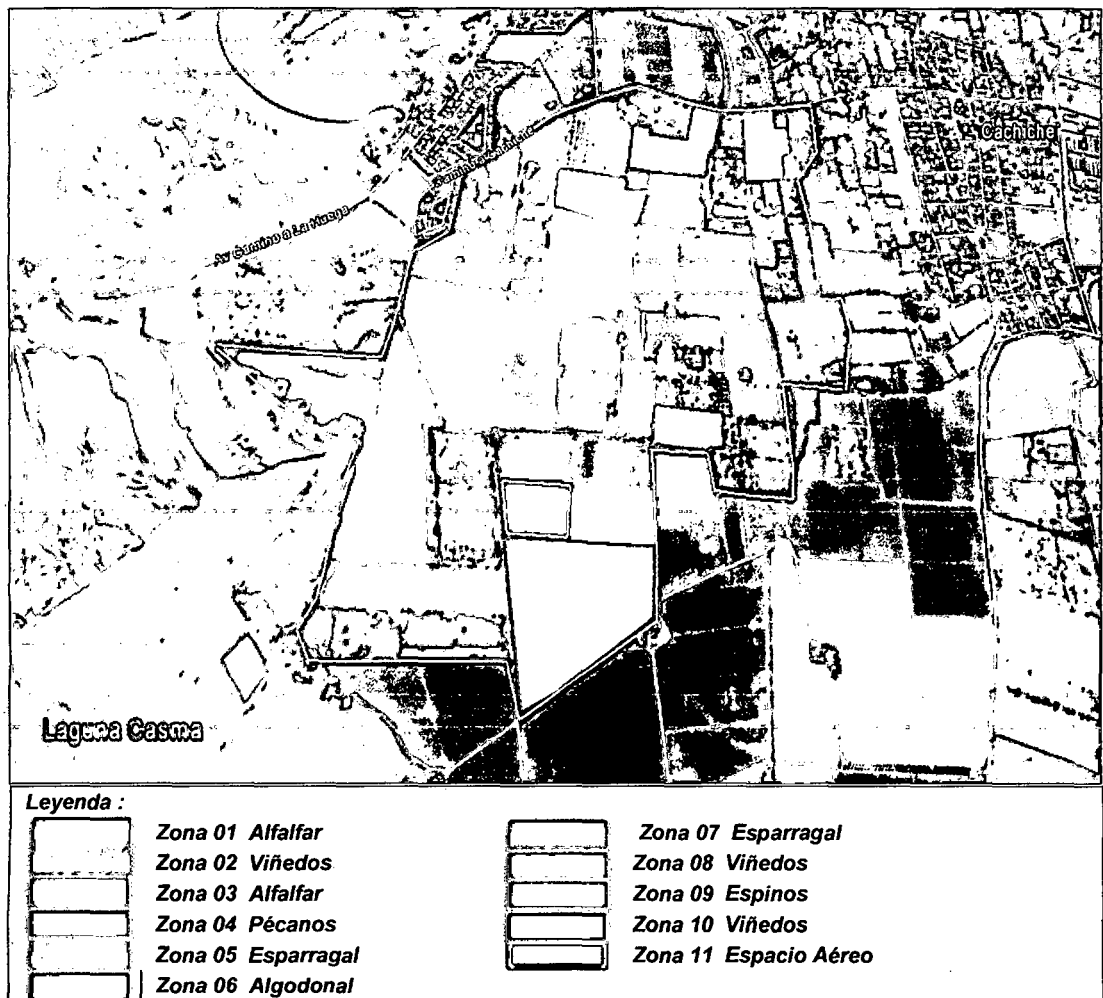 Cachiche
Av Camino a La Huega
Laguna Casma
Leyenda :
Zona 01 Alfalfar
Zona 02 Viñedos
Zona 03 Alfalfar
Zona 04 Pécanos
Zona 05 Esparragal
Zona 06 Algodonal
Zona 07 Esparragal
Zona 08 Viñedos
Zona 09 Espinos
Zona 10 Viñedos
Zona 11 Espacio Aéreo